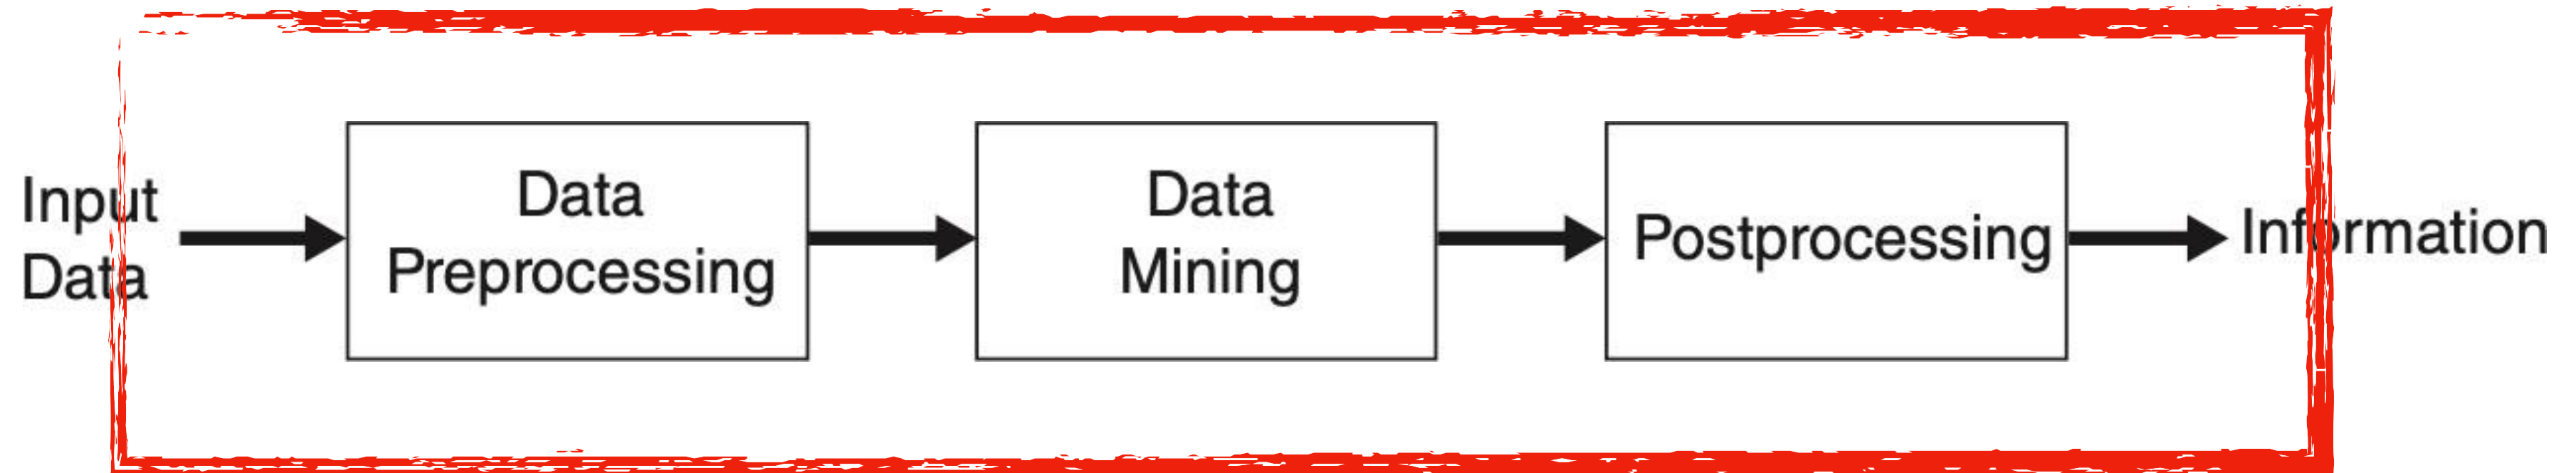 Input
Data
Data
Preprocessing
Data
Mining
Postprocessing
Information